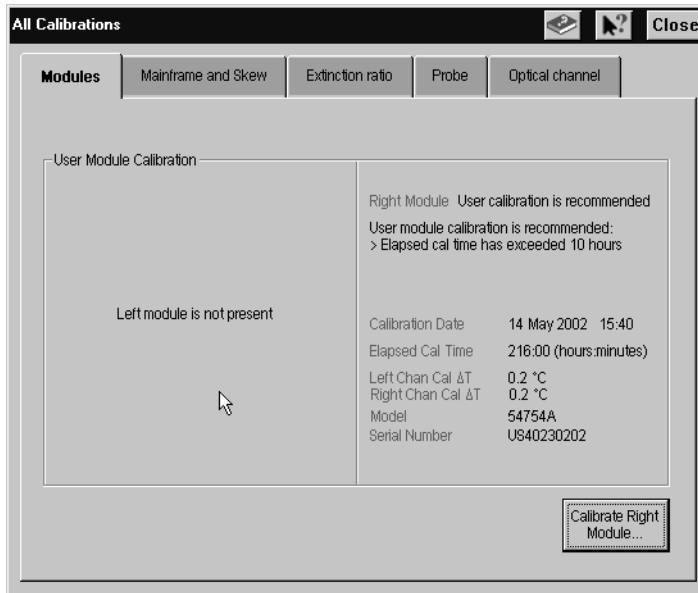 All Calibrations
?
?
Close
Modules
Mainframe and Skew
Extinction ratio
Probe
Optical channel
User Module Calibration
Left module is not present
Right Module User calibration is recommended
User module calibration is recommended:
> Elapsed cal time has exceeded 10 hours
Calibration Date 14 May 2002 15:40
Elapsed Cal Time 216:00 (hours:minutes)
Left Chan Cal ΔT 0.2 °C
Right Chan Cal ΔT 0.2 °C
Model 54754A
Serial Number US40230202
Calibrate Right
Module...